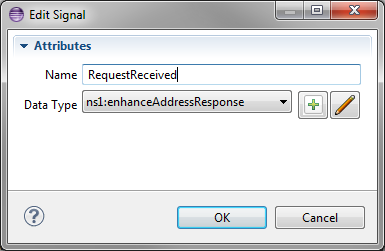 Edit Signal
Attributes
Name RequestReceived
Data Type ns1:enhanceAddressResponse
? OK Cancel